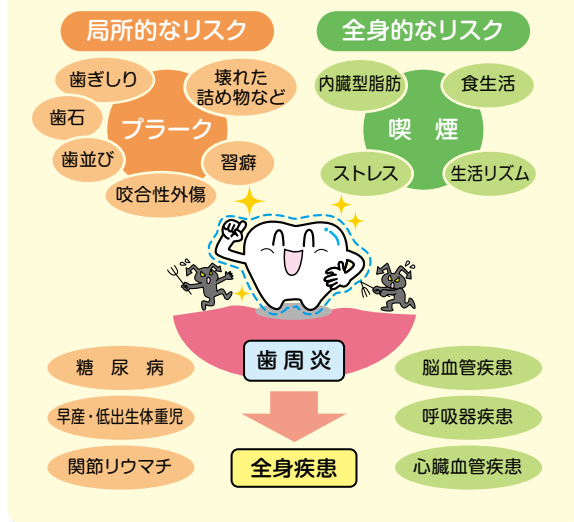 局所的なリスク
歯ぎしり
壊れた
詰め物など
歯石
プラーク
歯並び
習癖
咬合性外傷
全身的なリスク
内臓型脂肪
食生活
喫 煙
ストレス
生活リズム
歯周炎
糖 尿 病
早産・低出生体重児
関節リウマチ
脳血管疾患
呼吸器疾患
心臓血管疾患
全身疾患